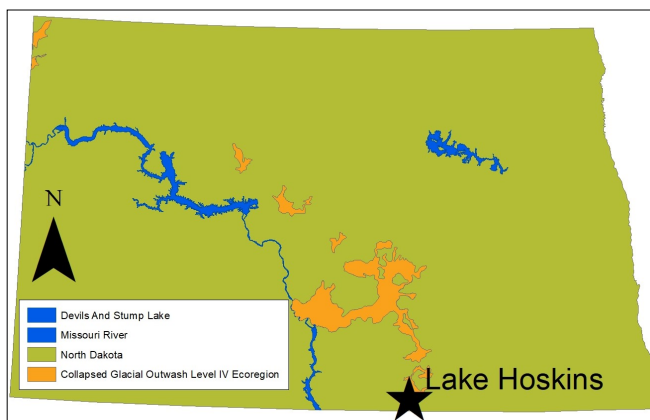 N
Devils And Stump Lake
Missouri River
North Dakota
Collapsed Glacial Outwash Level IV Ecoregion
Lake Hoskins